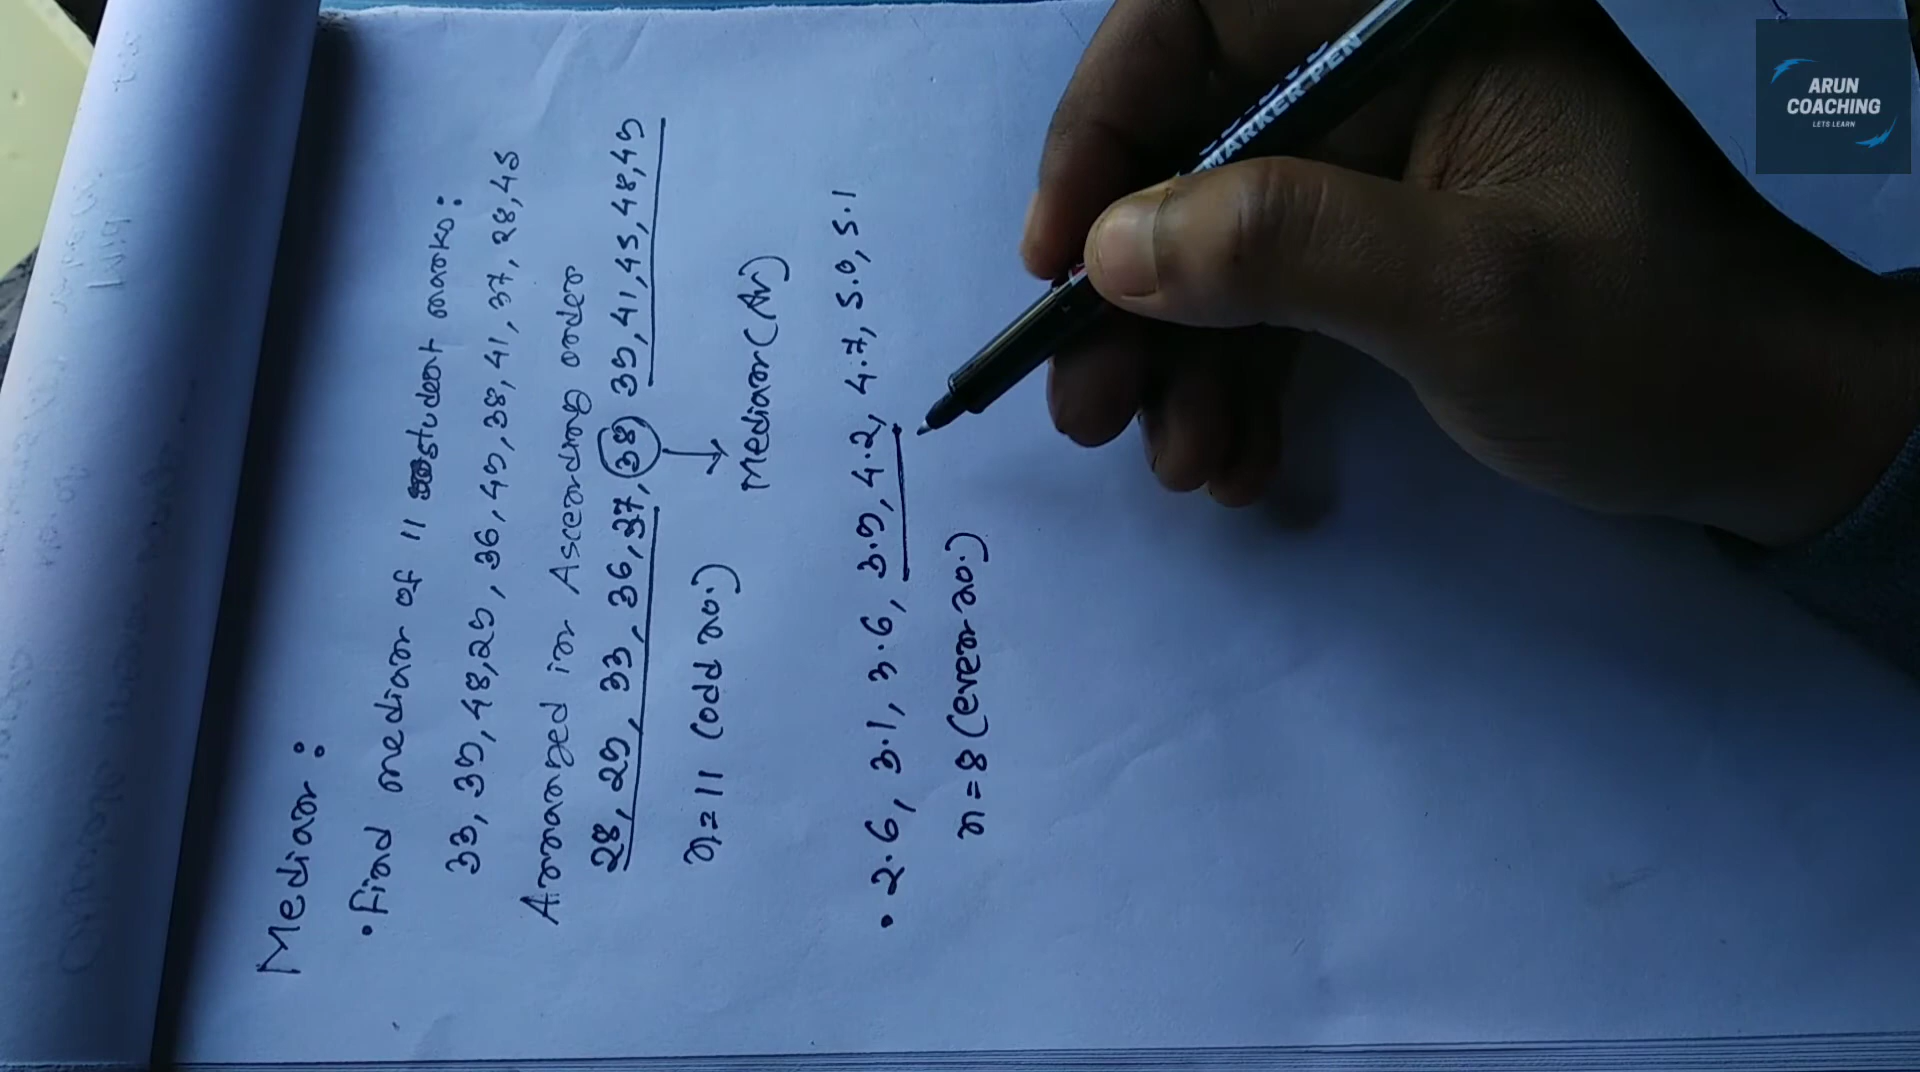 Median:
• Find median of 11 student marks:
33, 39, 48, 29, 36, 49, 38, 41, 37, 28, 45
Arranged in Ascending order
28, 29, 33, 36, 37, 38 39, 41, 45, 48, 49
n=11 (odd no.)
Median(Av)
• 2.6, 3.1, 3.6, 3.9, 4.2, 4.7, 5.0, 5.1
n=8 (even no.)
MARKER-PEN
ARUN
COACHING
LETS LEARN